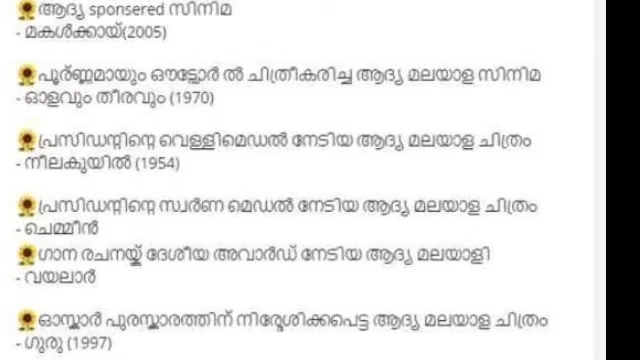 🌻ആദ്യ sponsered സിനിമ
- മകൾക്കായ്(2005)
🌻പൂർണ്ണമായും ഔട്ട്ഡോർ ൽ ചിത്രീകരിച്ച ആദ്യ മലയാള സിനിമ
- ഓളവും തീരവും (1970)
🌻പ്രസിഡന്റിന്റെ വെള്ളിമെഡൽ നേടിയ ആദ്യ മലയാള ചിത്രം
- നീലകുയിൽ (1954)
🌻പ്രസിഡന്റിന്റെ സ്വർണ മെഡൽ നേടിയ ആദ്യ മലയാള ചിത്രം
- ചെമ്മീൻ
🌻ഗാന രചനയ്ക്ക് ദേശീയ അവാർഡ് നേടിയ ആദ്യ മലയാളി
- വയലാർ
🌻ഓസ്കാർ പുരസ്കാരത്തിന് നിർദ്ദേശിക്കപെട്ട ആദ്യ മലയാള ചിത്രം
- ഗുരു (1997)